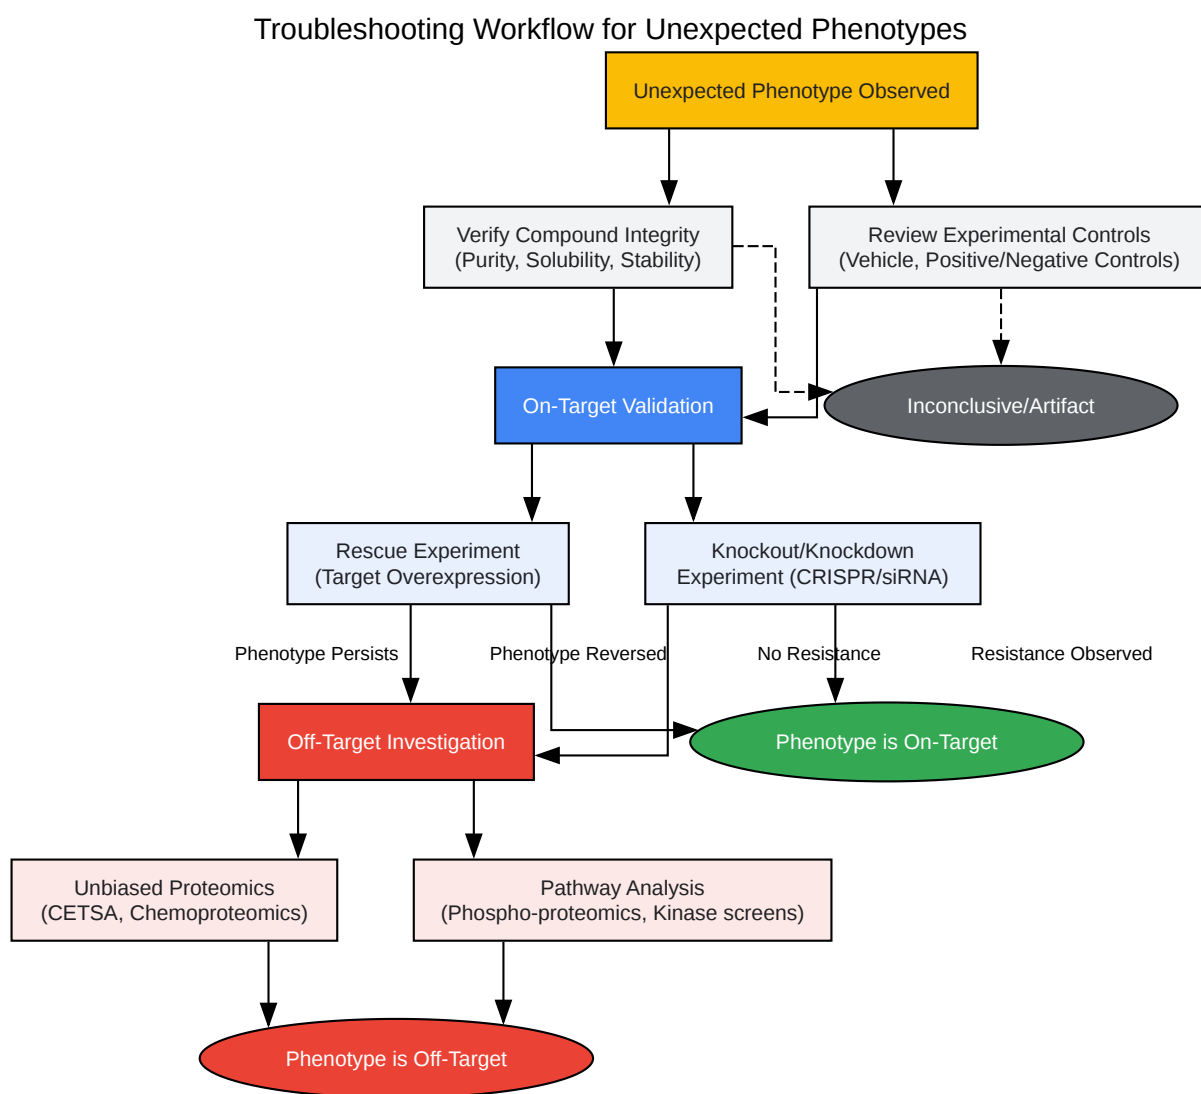 Troubleshooting Workflow for Unexpected Phenotypes
Unexpected Phenotype Observed
Verify Compound Integrity
(Purity, Solubility, Stability)
Review Experimental Controls
(Vehicle, Positive/Negative Controls)
On-Target Validation
Inconclusive/Artifact
Rescue Experiment
(Target Overexpression)
Knockout/Knockdown
Experiment (CRISPR/siRNA)
Phenotype Persists
Phenotype Reversed
No Resistance
Resistance Observed
Off-Target Investigation
Phenotype is On-Target
Unbiased Proteomics
(CETSA, Chemoproteomics)
Pathway Analysis
(Phospho-proteomics, Kinase screens)
Phenotype is Off-Target